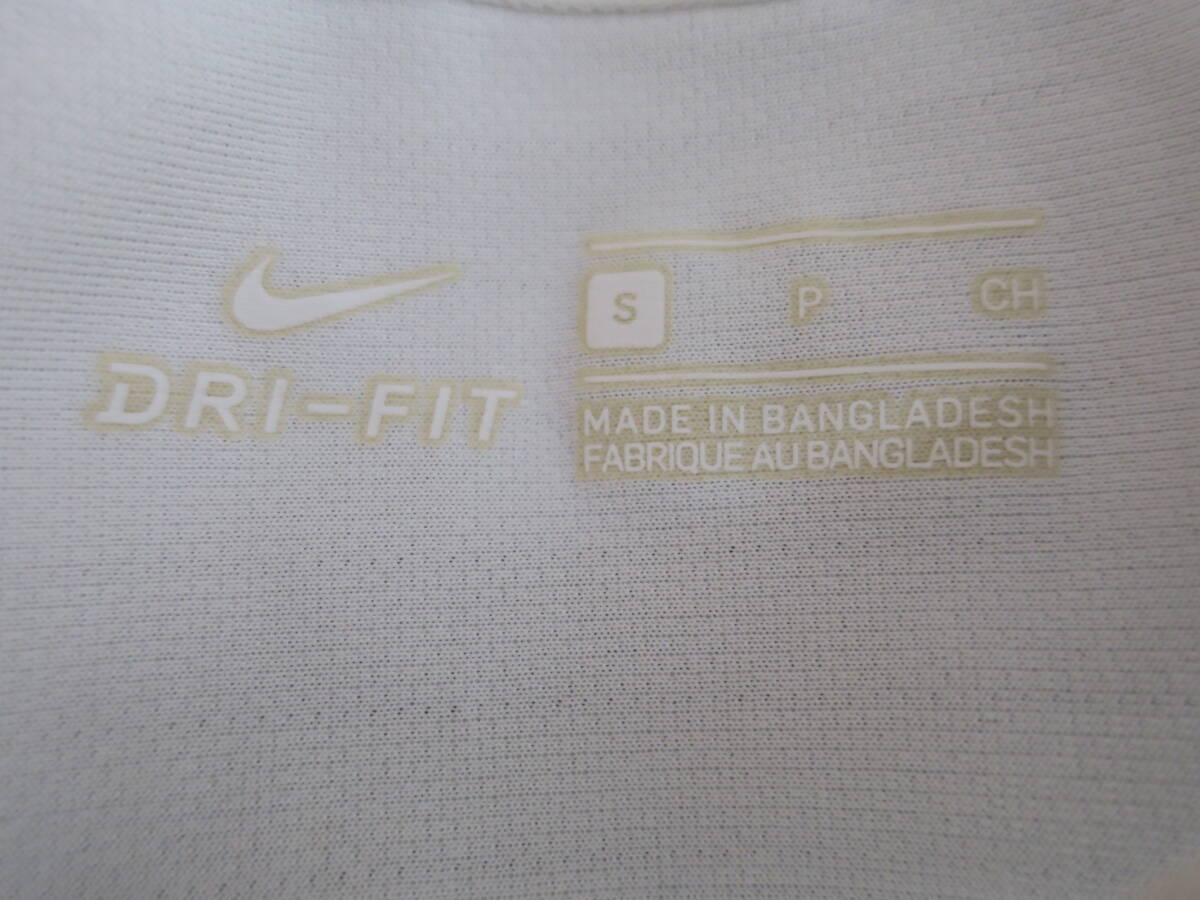 DRI-FIT
S P CH
MADE IN BANGLADESH
FABRIQUE AU BANGLADESH